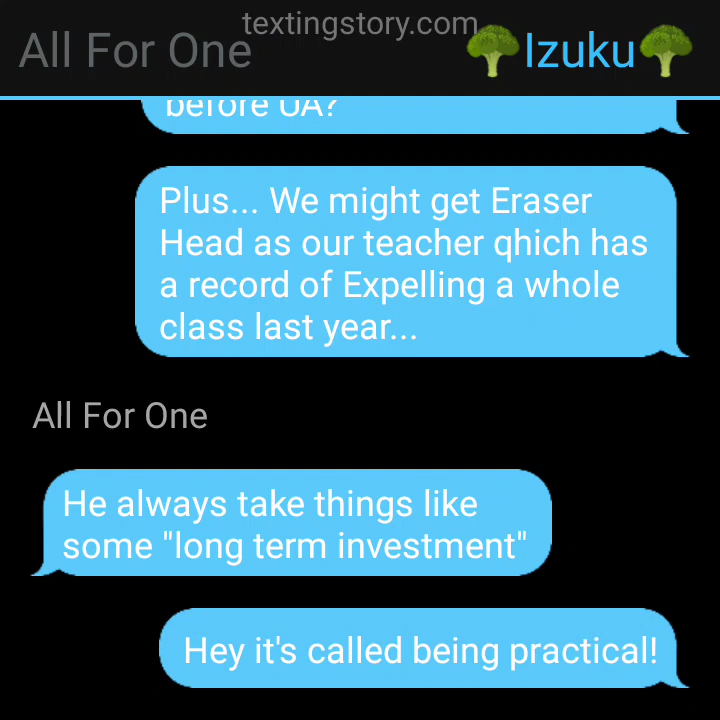 textingstory.com
All For One
🥦Izuku🥦
before UA?
Plus... We might get Eraser
Head as our teacher qhich has
a record of Expelling a whole
class last year...
All For One
He always take things like
some "long term investment"
Hey it's called being practical!